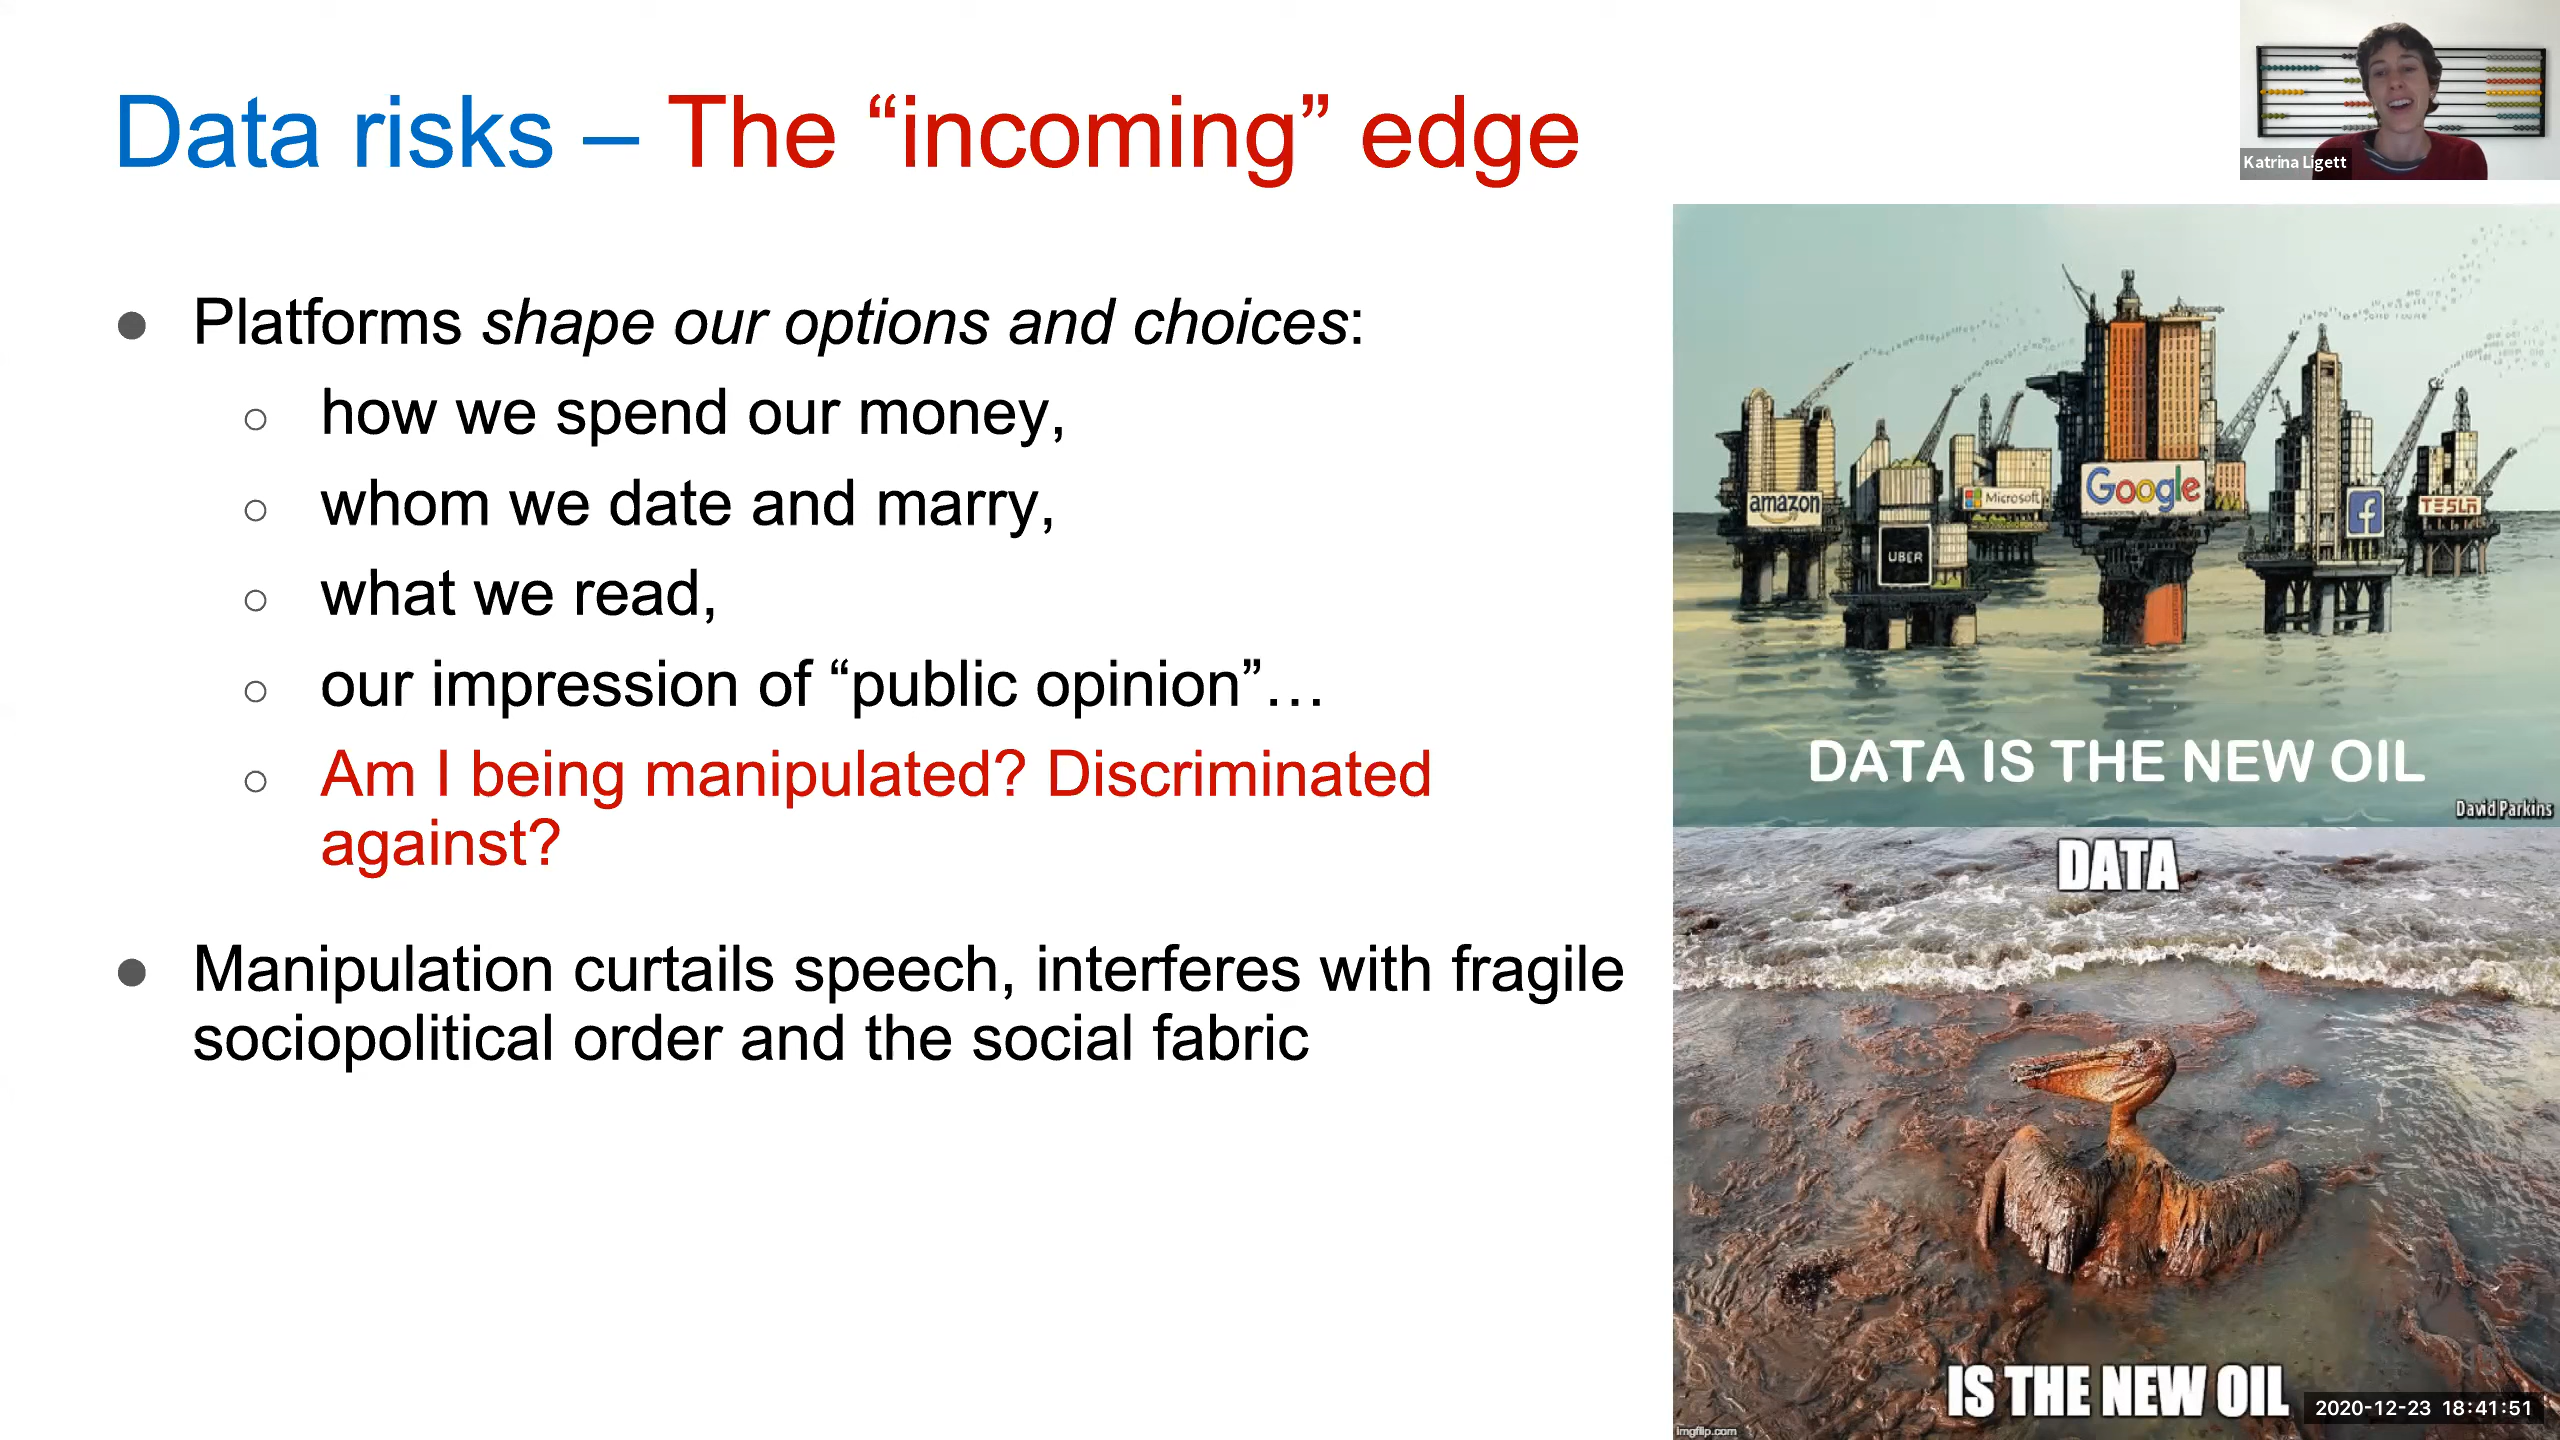 Data risks – The “incoming” edge
Katrina Ligett
● Platforms shape our options and choices:
○ how we spend our money,
○ whom we date and marry,
○ what we read,
○ our impression of “public opinion”…
○ Am I being manipulated? Discriminated
against?
● Manipulation curtails speech, interferes with fragile
sociopolitical order and the social fabric
amazon
UBER
Microsoft
Google
f
TESLA
DATA IS THE NEW OIL
David Parkins
DATA
IS THE NEW OIL
imgflip.com
2020-12-23 18:41:51